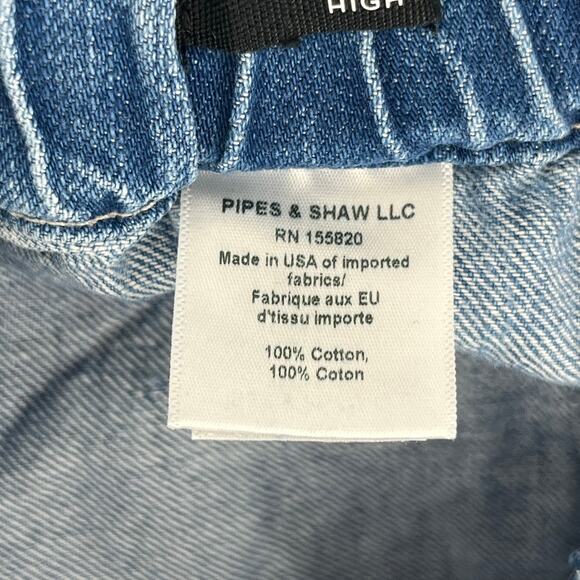 HIGH
PIPES & SHAW LLC
RN 155820
Made in USA of imported
fabrics/
Fabrique aux EU
d'tissu importe
100% Cotton,
100% Coton